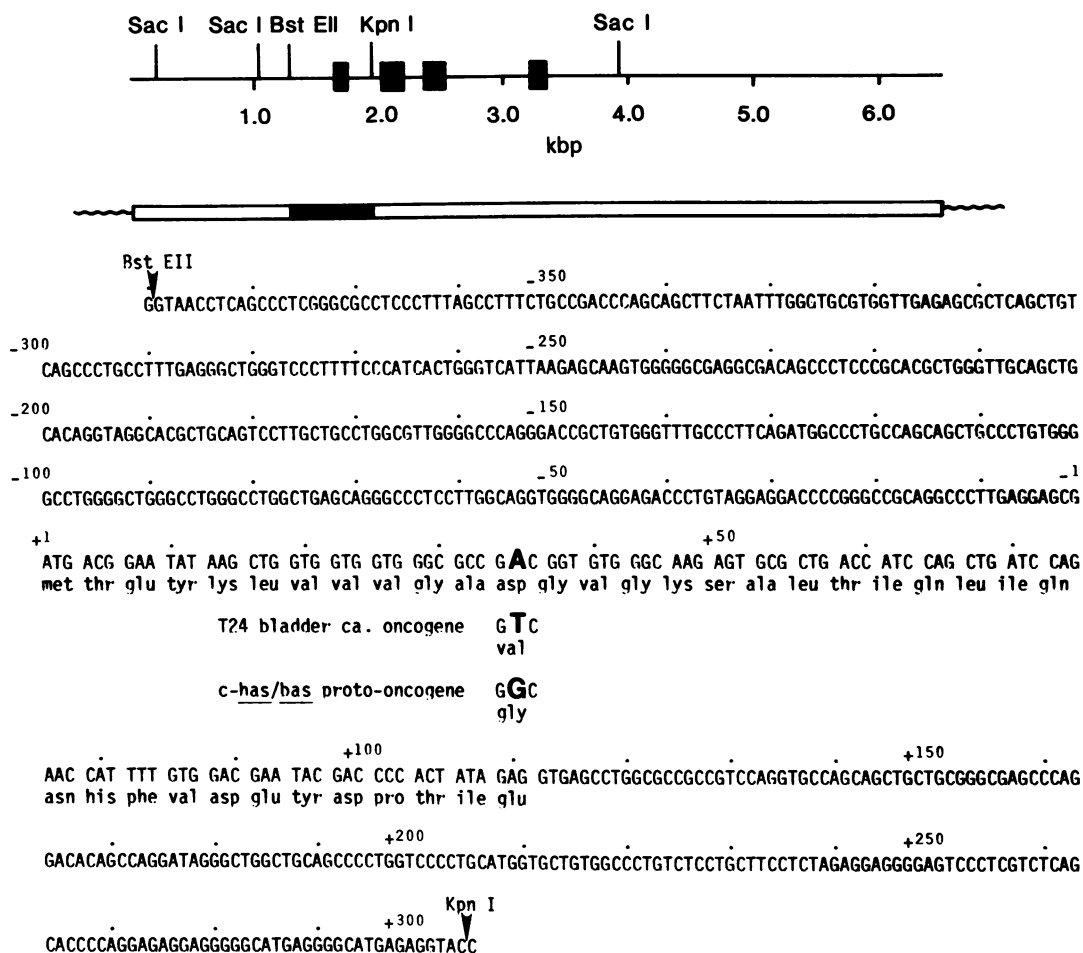 Sac I Sac I Bst EII Kpn I Sac I
1.0 2.0 3.0 4.0 5.0 6.0
kbp
Bst EII
-350
GGTAACCTCAGCCCTCGGGCGCCTCCCTTTAGCCTTTCTGCCGACCCAGCAGCTTCTAATTTGGGTGCGTGGTTGAGAGCGCTCAGCTGT
-300 -250
CAGCCCTGCCTTTGAGGGCTGGGTCCCTTTTCCCATCACTGGGTCATTAAGAGCAAGTGGGGGCGAGGCGACAGCCCTCCCGCACGCTGGGTTGCAGCTG
-200 -150
CACAGGTAGGCACGCTGCAGTCCTTGCTGCCTGGCGTTGGGGCCCAGGGACCGCTGTGGGTTTGCCCTTCAGATGGCCCTGCCAGCAGCTGCCCTGTGGG
-100 -50 -1
GCCTGGGGCTGGGCCTGGGCCTGGCTGAGCAGGGCCCTCCTTGGCAGGTGGGGCAGGAGACCCTGTAGGAGGACCCCGGGCCGCAGGCCCTTGAGGAGCG
+1 +50
ATG ACG GAA TAT AAG CTG GTG GTG GTG GGC GCC GAC GGT GTG GGC AAG AGT GCG CTG ACC ATC CAG CTG ATC CAG
met thr glu tyr lys leu val val val gly ala asp gly val gly lys ser ala leu thr ile gln leu ile gln
T24 bladder ca. oncogene GTC
val
c-has/bas proto-oncogene GGC
gly
+100 +150
AAC CAT TTT GTG GAC GAA TAC GAC CCC ACT ATA GAG GTGAGCCTGGCGCCGCCGTCCAGGTGCCAGCAGCTGCTGCGGGCGAGCCCAG
asn his phe val asp glu tyr asp pro thr ile glu
+200 +250
GACACAGCCAGGATAGGGCTGGCTGCAGCCCCTGGTCCCCTGCATGGTGCTGTGGCCCTGTCTCCTGCTTCCTCTAGAGGAGGGGAGTCCCTCGTCTCAG
+300 Kpn I
CACCCCAGGAGAGGAGGGGGCATGAGGGGCATGAGAGGTACC